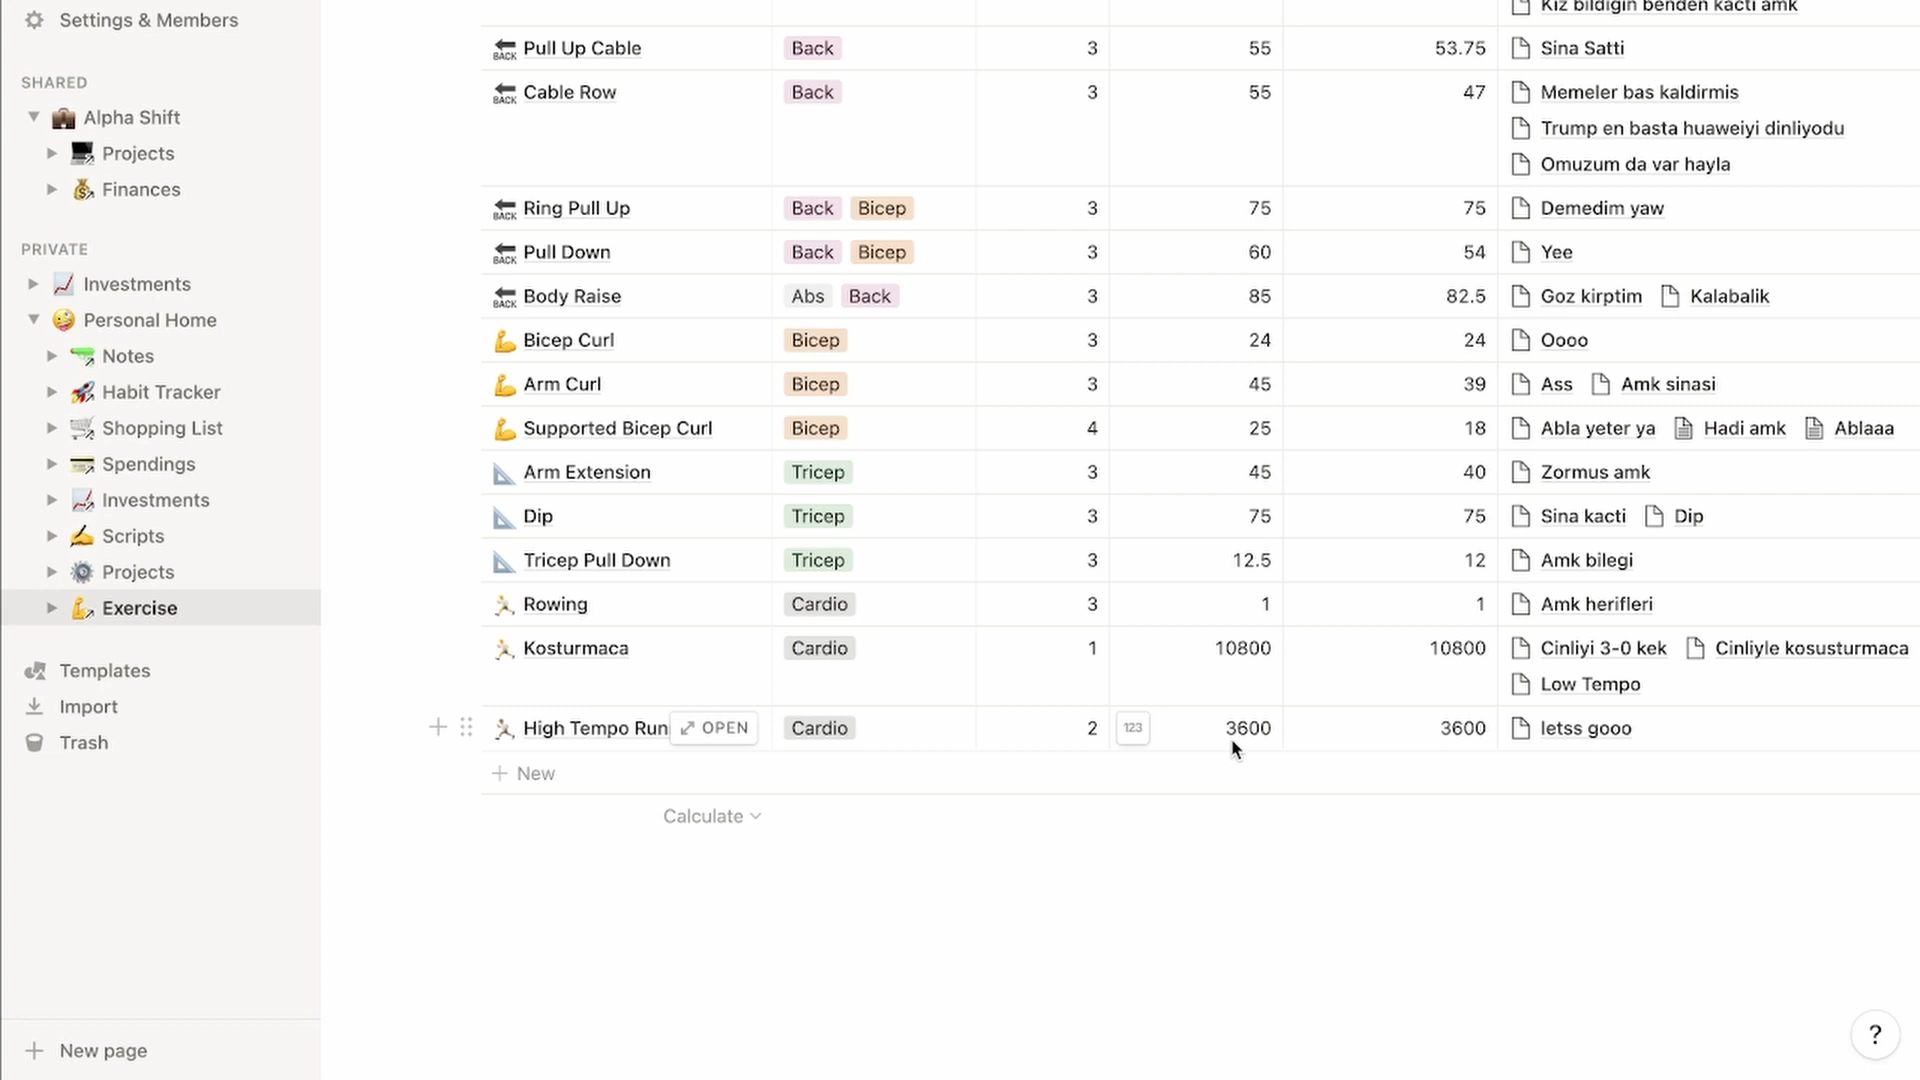 Settings & Members
SHARED
Alpha Shift
Projects
Finances
PRIVATE
Investments
Personal Home
Notes
Habit Tracker
Shopping List
Spendings
Investments
Scripts
Projects
Exercise
Templates
Import
Trash
New page
Kiz bildigin benden kacti amk
BACK Pull Up Cable Back 3 55 53.75 Sina Satti
BACK Cable Row Back 3 55 47 Memeler bas kaldirmis
Trump en basta huaweiyi dinliyodu
Omuzum da var hayla
BACK Ring Pull Up Back Bicep 3 75 75 Demedim yaw
BACK Pull Down Back Bicep 3 60 54 Yee
BACK Body Raise Abs Back 3 85 82.5 Goz kirptim Kalabalik
Bicep Curl Bicep 3 24 24 Oooo
Arm Curl Bicep 3 45 39 Ass Amk sinasi
Supported Bicep Curl Bicep 4 25 18 Abla yeter ya Hadi amk Ablaaa
Arm Extension Tricep 3 45 40 Zormus amk
Dip Tricep 3 75 75 Sina kacti Dip
Tricep Pull Down Tricep 3 12.5 12 Amk bilegi
Rowing Cardio 3 1 1 Amk herifleri
Kosturmaca Cardio 1 10800 10800 Cinliyi 3-0 kek Cinliyle kosusturmaca
Low Tempo
High Tempo Run OPEN Cardio 2 123 3600 3600 letss gooo
New
Calculate
?